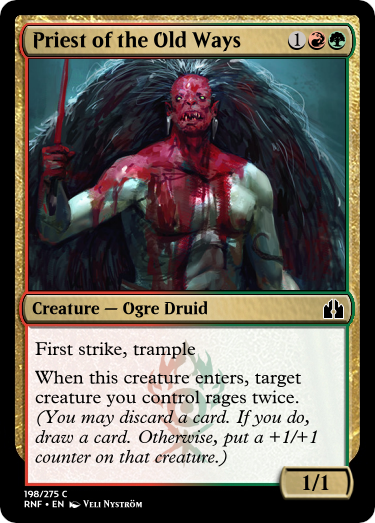 Priest of the Old Ways 1
Creature — Ogre Druid
First strike, trample
When this creature enters, target
creature you control rages twice.
(You may discard a card. If you do,
draw a card. Otherwise, put a +1/+1
counter on that creature.)
1/1
198/275 C
RNF • EN Veli Nyström